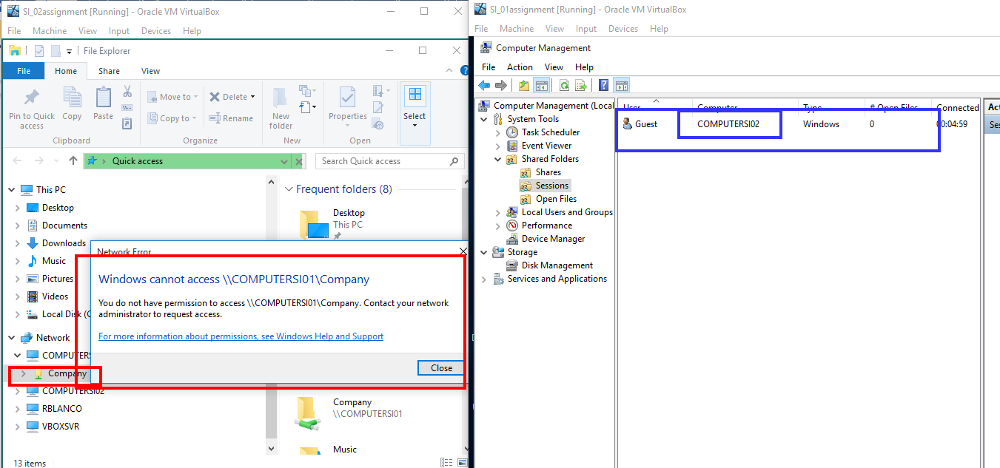 SI_02assignment [Running] - Oracle VM VirtualBox
File Machine View Input Devices Help
File Explorer
File Home Share View
Pin to Quick access
Copy
Paste
Clipboard
Move to
Copy to
Delete
Rename
Organize
New folder
New
Properties
Open
Select
Quick access
Search Quick access
This PC
Desktop
Documents
Downloads
Music
Pictures
Videos
Local Disk (C
Network
COMPUTERS
Company
COMPUTERSI02
RBLANCO
VBOXSVR
13 items
Frequent folders (8)
Desktop
This PC
Network Error
Windows cannot access \\COMPUTERSI01\Company
You do not have permission to access \\COMPUTERSI01\Company. Contact your network
administrator to request access.
For more information about permissions, see Windows Help and Support
Close
Company
\\COMPUTERSI01
Music
SI_01assignment [Running] - Oracle VM VirtualBox
File Machine View Input Devices Help
Computer Management
File Action View Help
Computer Management (Local
System Tools
Task Scheduler
Event Viewer
Shared Folders
Shares
Sessions
Open Files
Local Users and Groups
Performance
Device Manager
Storage
Disk Management
Services and Applications
User Computer Type # Open Files Connected
Guest COMPUTERSI02 Windows 0 00:04:59
Act
Ses